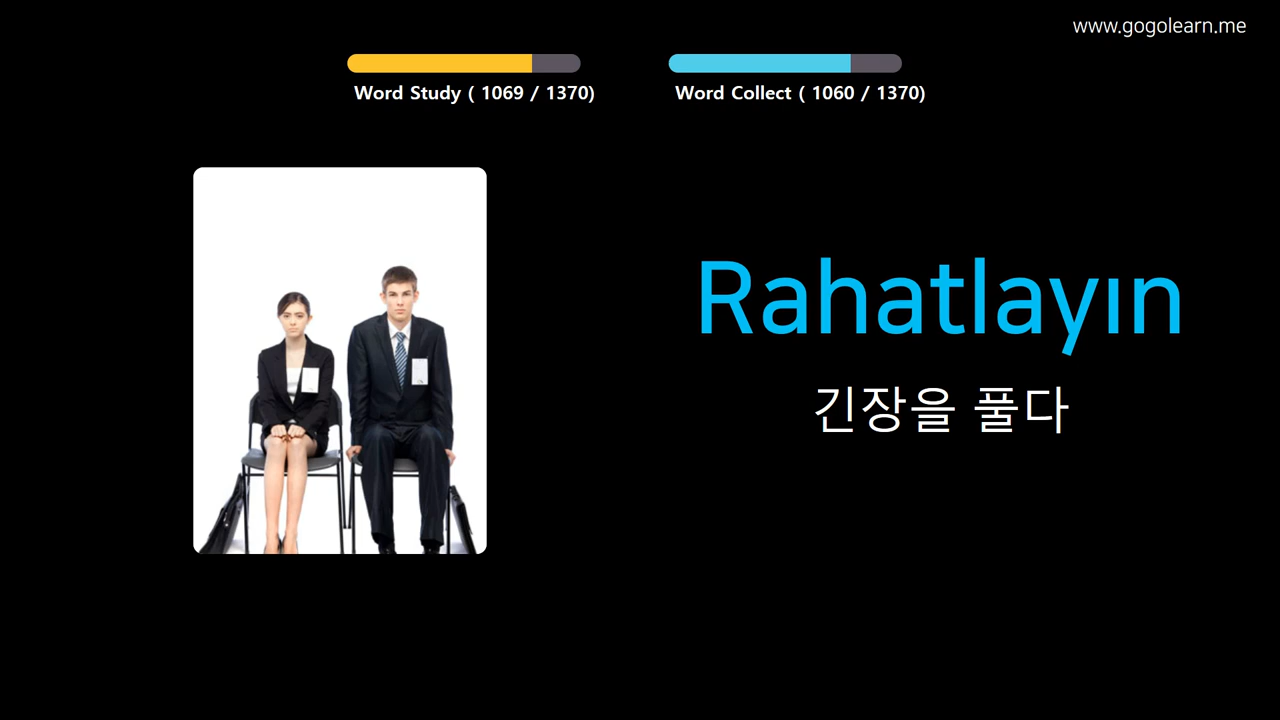 www.gogolearn.me
Word Study ( 1069 / 1370)
Word Collect ( 1060 / 1370)
Rahatlayın
긴장을 풀다